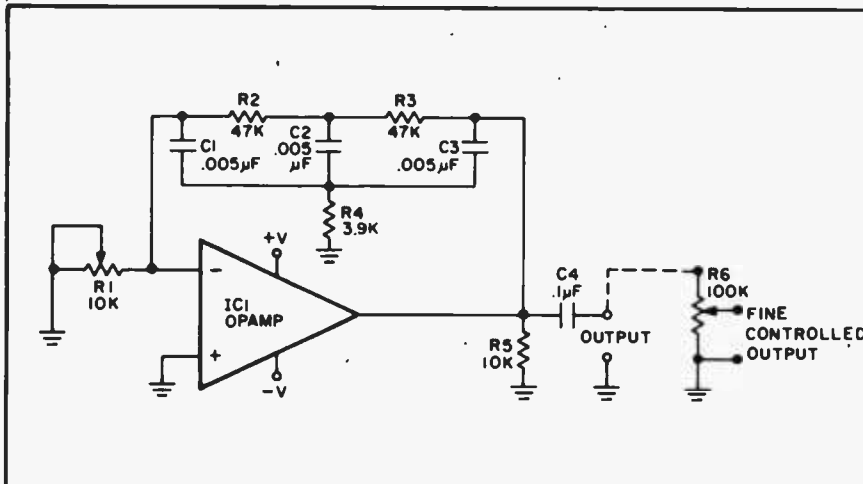 R2
47K
R3
47K
C1
.005µF
C2
.005
µF
C3
.005µF
R4
3.9K
R1
10K
+V
-
IC1
OPAMP
+
-V
C4
.1µF
OUTPUT
R5
10K
R6
100K
FINE
CONTROLLED
OUTPUT